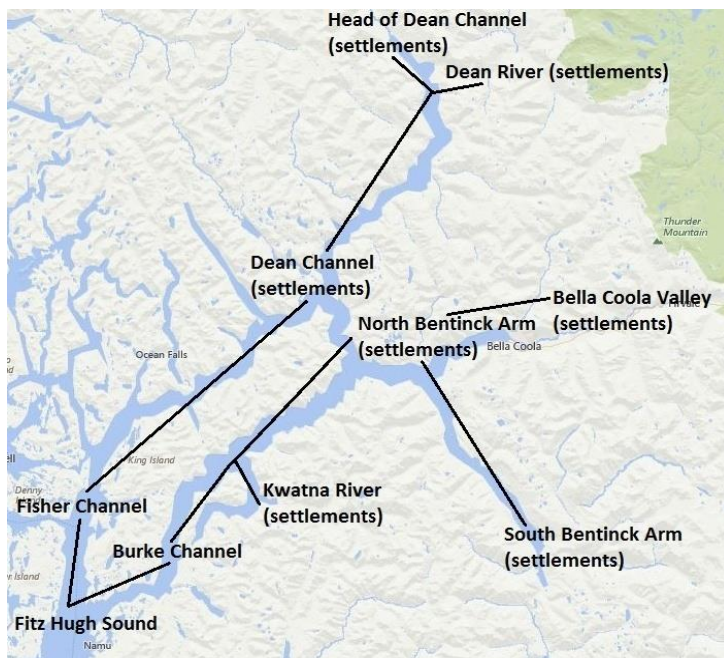 Head of Dean Channel
(settlements)
Dean River (settlements)
Thunder
Mountain
Dean Channel
(settlements)
Bella Coola Valley
(settlements)
North Bentinck Arm
(settlements)
Bella Coola
Ocean Falls
King Island
Kwatna River
(settlements)
Fisher Channel
Burke Channel
South Bentinck Arm
(settlements)
Fitz Hugh Sound
Namu